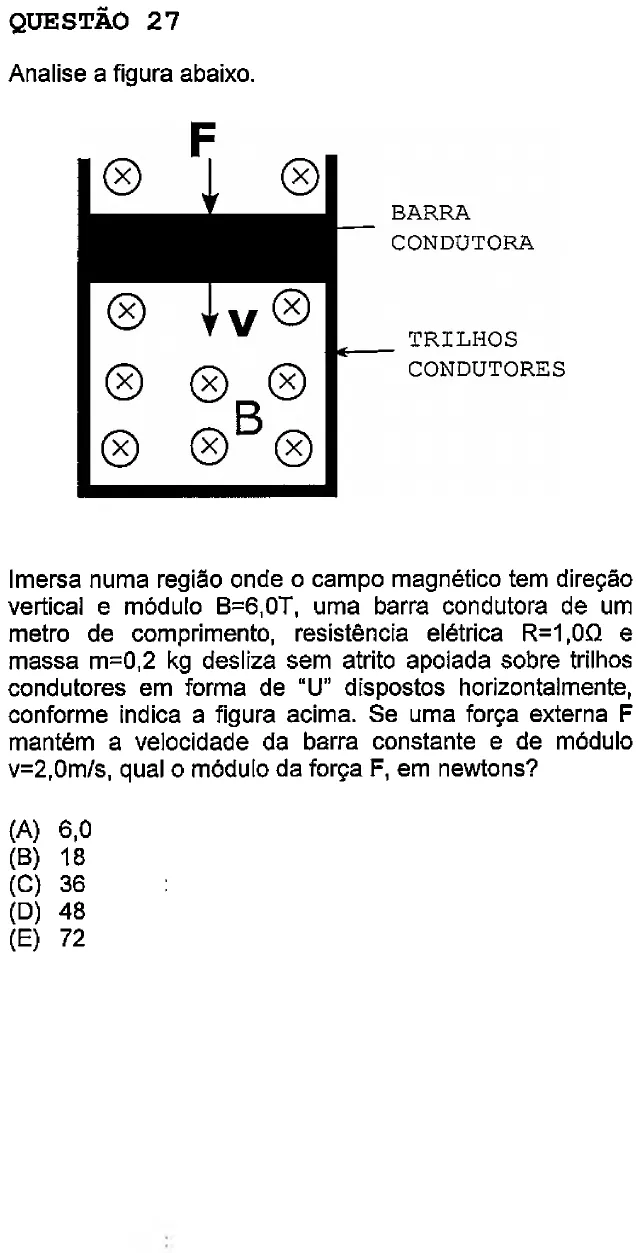 QUESTÃO 27
Analise a figura abaixo.
F
BARRA
CONDUTORA
V
TRILHOS
CONDUTORES
B
Imersa numa região onde o campo magnético tem direção
vertical e módulo B=6,0T, uma barra condutora de um
metro de comprimento, resistência elétrica R=1,0Ω e
massa m=0,2 kg desliza sem atrito apoiada sobre trilhos
condutores em forma de "U" dispostos horizontalmente,
conforme indica a figura acima. Se uma força externa F
mantém a velocidade da barra constante e de módulo
v=2,0m/s, qual o módulo da força F, em newtons?
(A) 6,0
(B) 18
(C) 36
(D) 48
(E) 72